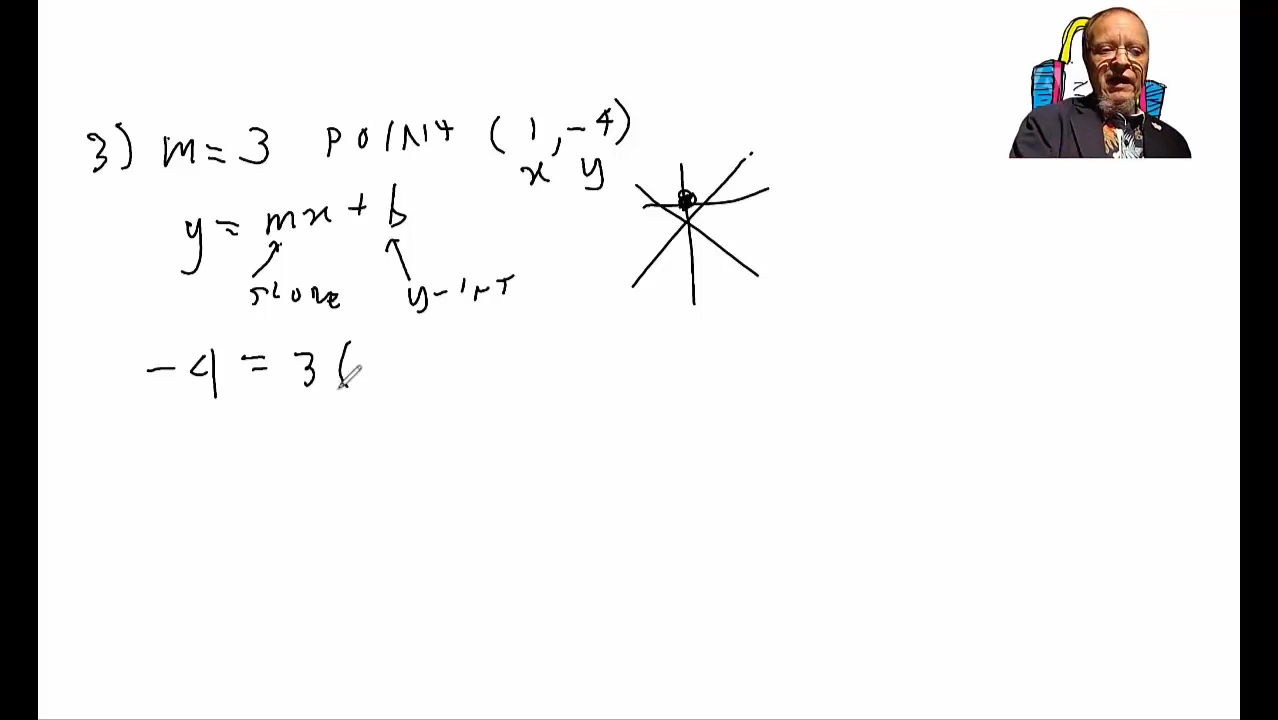 3) m = 3 POINT (1, -4)
x y
y = mx + b
SLOPE y-INT
-4 = 3(